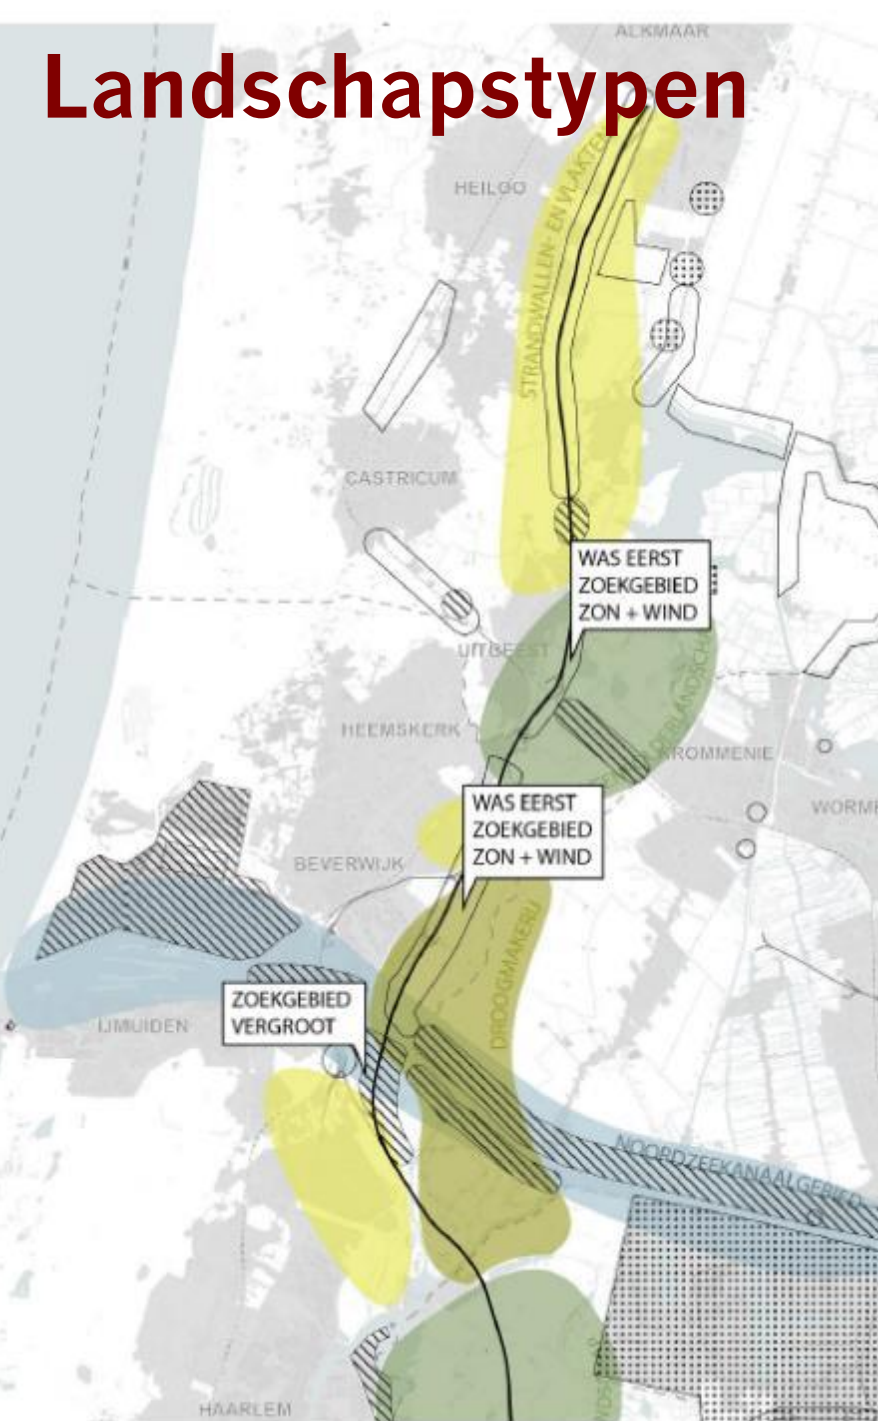 ALKMAAR
Landschapstypen
HEILOO
STRANDWALLEN- EN VLAKTEN
CASTRICUM
WAS EERST
ZOEKGEBIED
ZON + WIND
UITGEEST
HEEMSKERK
KROMMENIE
WAS EERST
ZOEKGEBIED
ZON + WIND
BEVERWIJK
DROOGMAKERIJ
ZOEKGEBIED
VERGROOT
IJMUIDEN
NOORDZEEKANAALGEBIED
HAARLEM